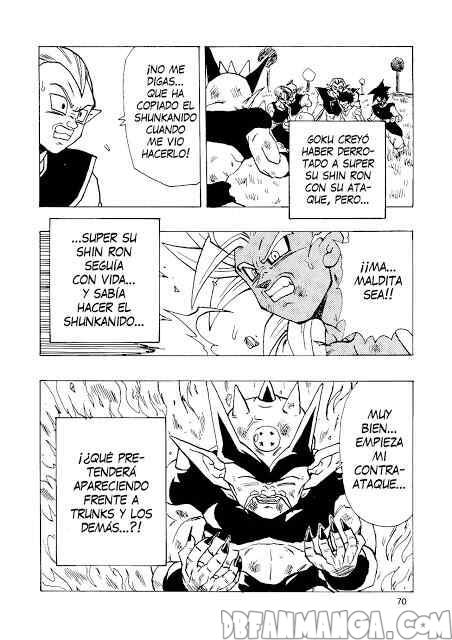 ¡NO ME
DIGAS...
QUE HA
COPIADO EL
SHUNKANIDO
CUANDO
ME VIO
HACERLO!
GOKU CREYÓ
HABER DERRO-
TADO A SUPER
SU SHIN RON
CON SU ATA-
QUE, PERO...
...SUPER SU
SHIN RON
SEGUÍA
CON VIDA...
Y SABÍA
HACER EL
SHUNKANIDO...
¡¡MA...
MALDITA
SEA!!
¡¿QUÉ PRE-
TENDERÁ
APARECIENDO
FRENTE A
TRUNKS Y LOS
DEMÁS...?!
MUY
BIEN...
EMPIEZA
MI
CONTRA-
ATAQUE...
70
DBFANMANGA.COM